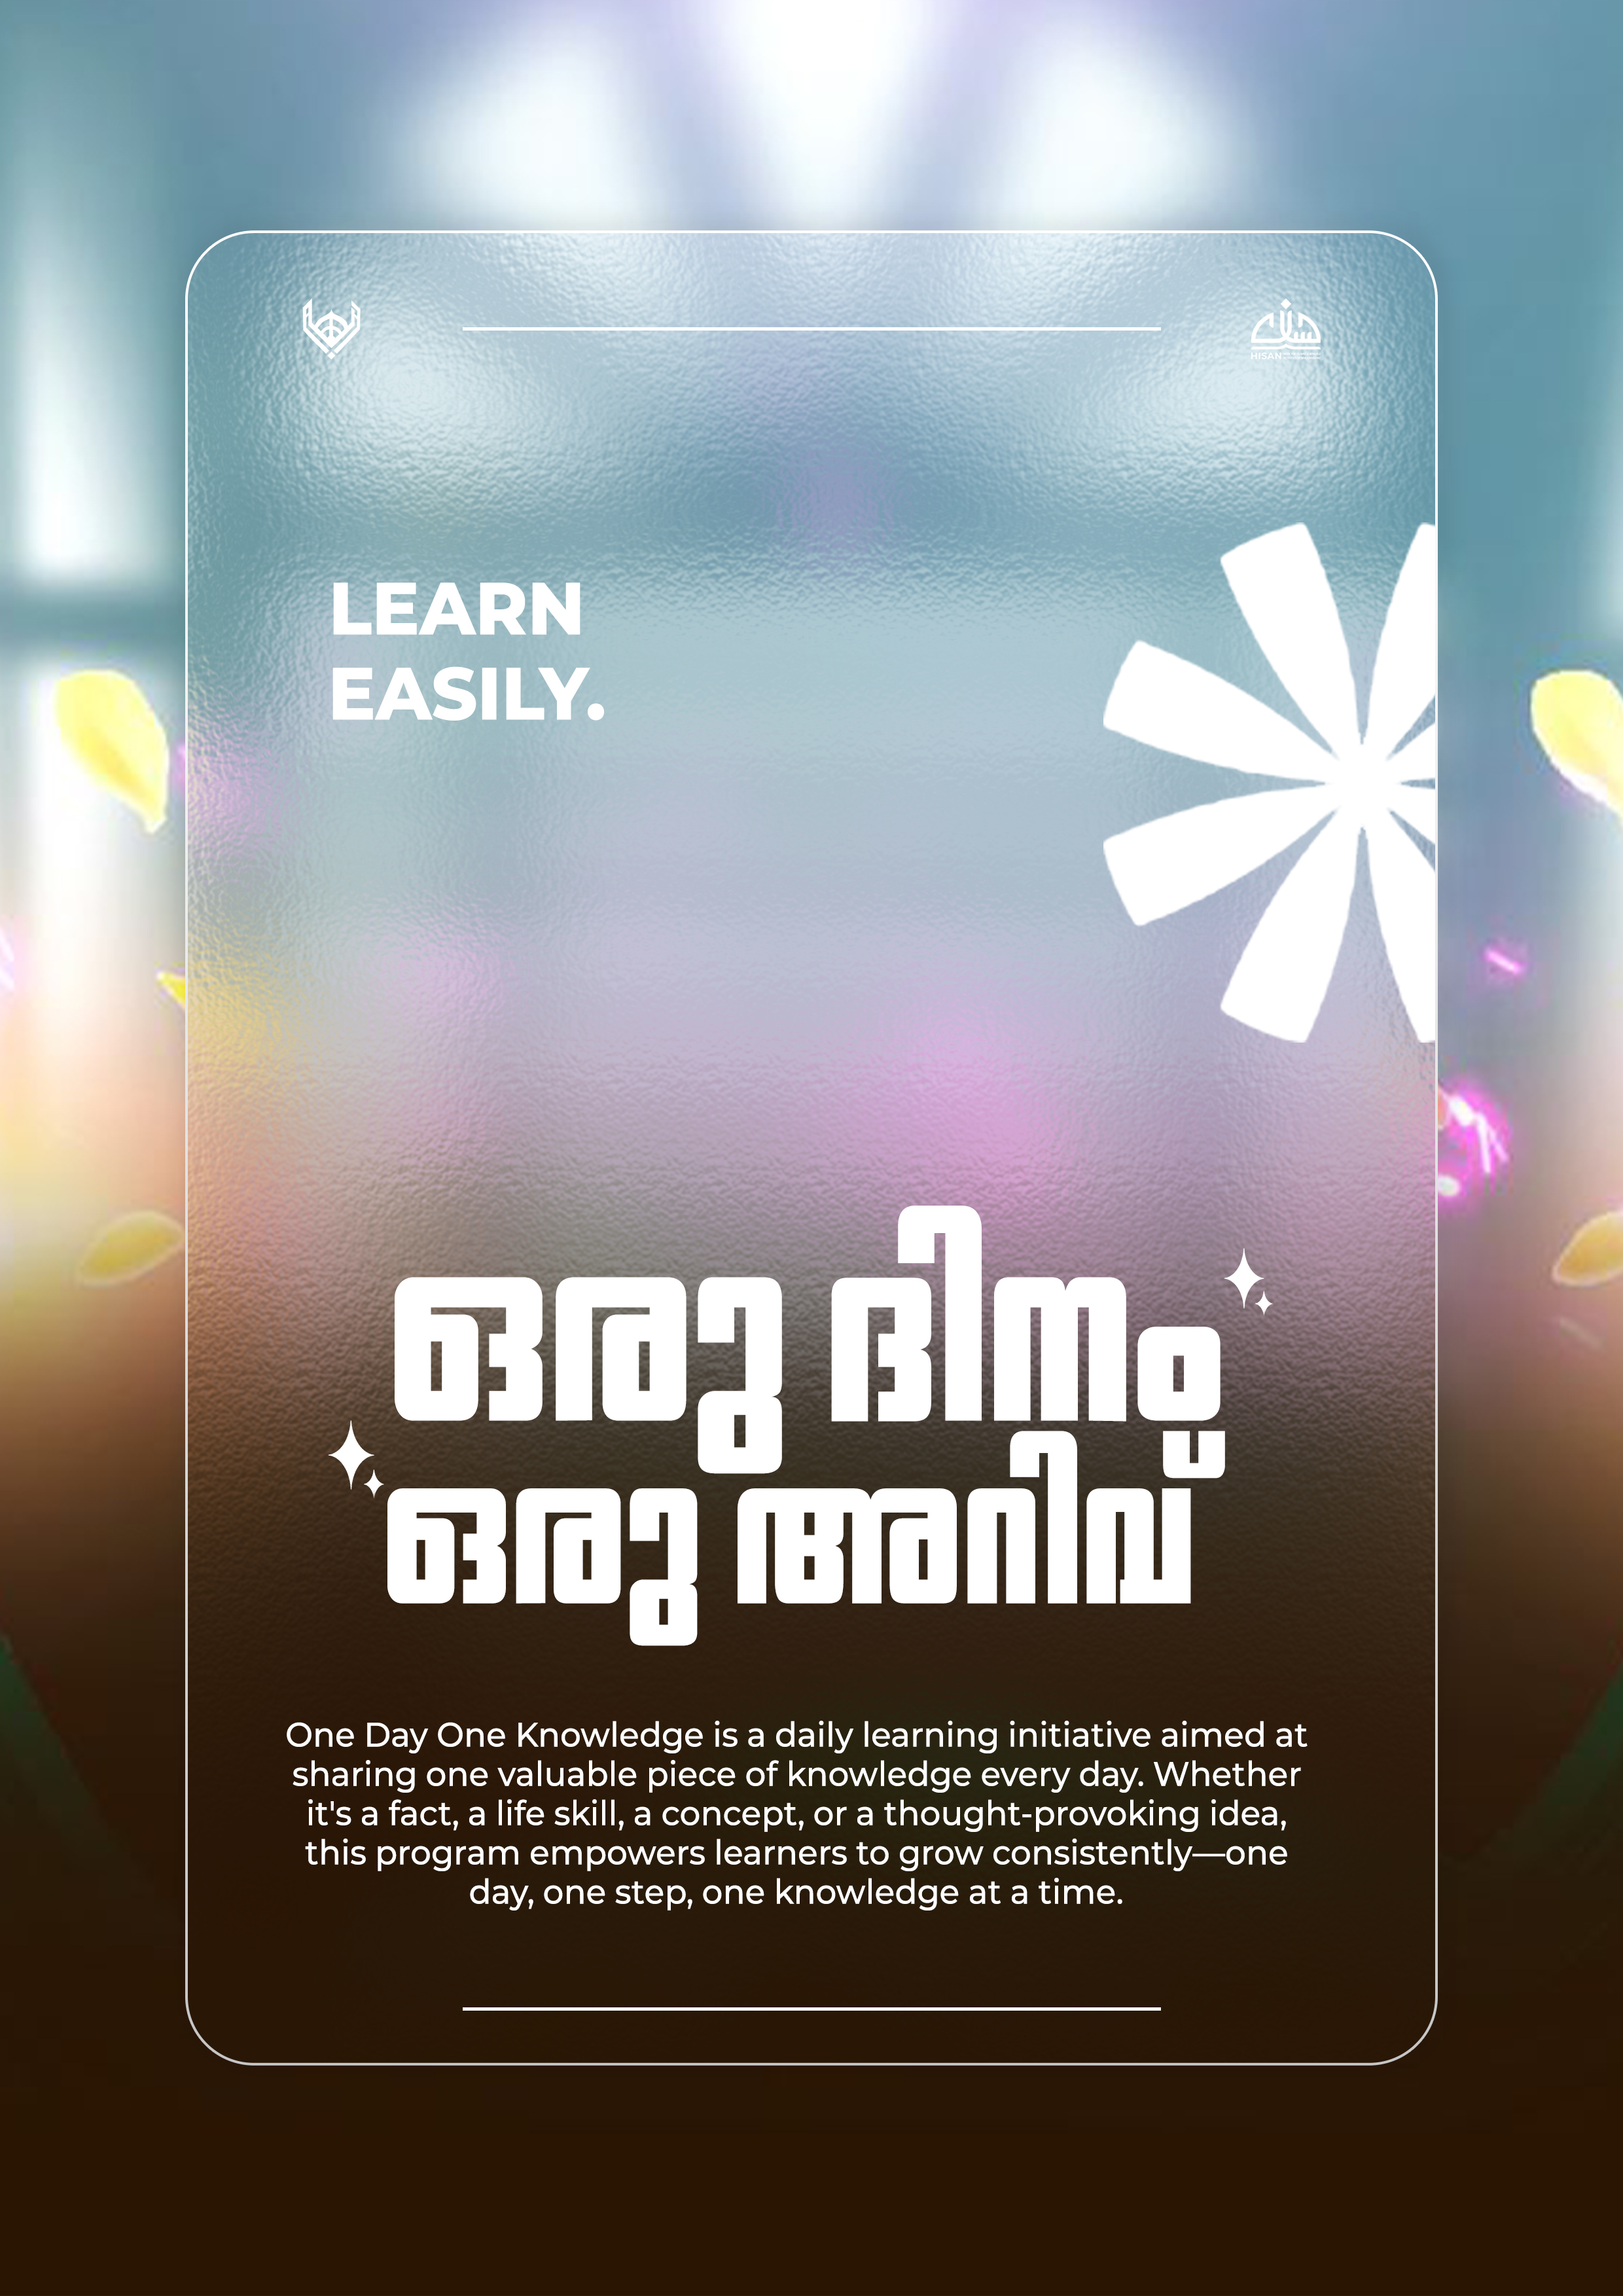 HISAN
LEARN
EASILY.
ഒരു ദിനം
ഒരു അറിവ്
One Day One Knowledge is a daily learning initiative aimed at
sharing one valuable piece of knowledge every day. Whether
it's a fact, a life skill, a concept, or a thought-provoking idea,
this program empowers learners to grow consistently—one
day, one step, one knowledge at a time.